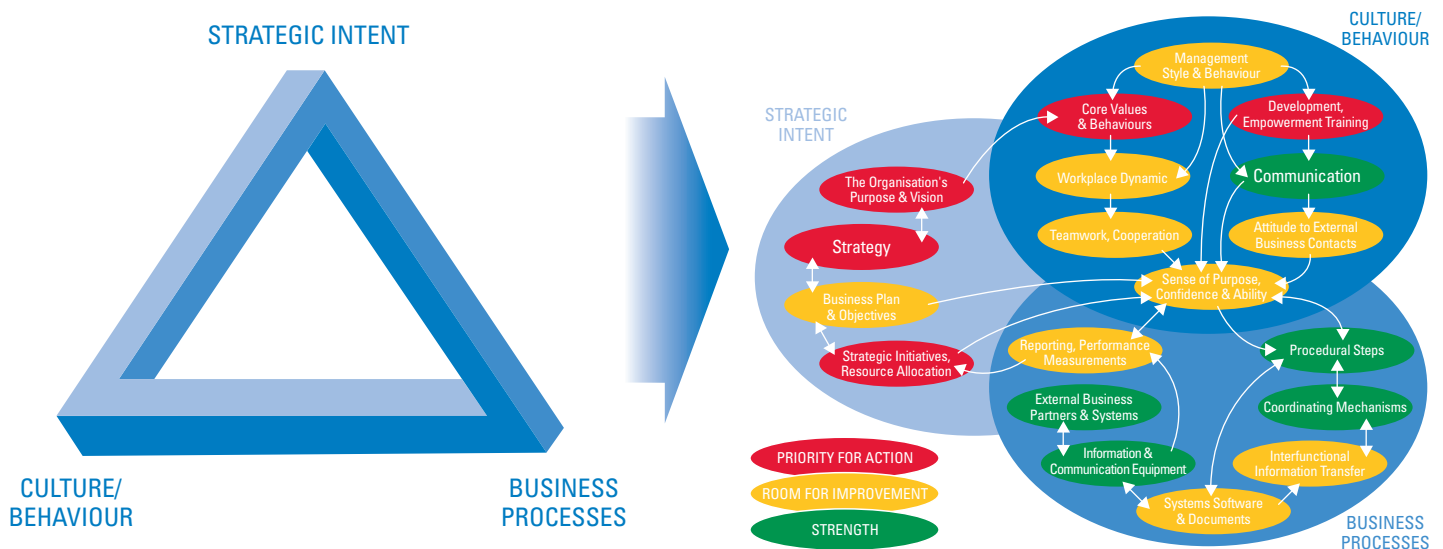 STRATEGIC INTENT
CULTURE/
BEHAVIOUR
BUSINESS
PROCESSES
STRATEGIC
INTENT
The Organisation's
Purpose & Vision
Strategy
Business Plan
& Objectives
Strategic Initiatives,
Resource Allocation
CULTURE/
BEHAVIOUR
Management
Style & Behaviour
Core Values
& Behaviours
Development,
Empowerment Training
Workplace Dynamic
Communication
Teamwork, Cooperation
Attitude to External
Business Contacts
Sense of Purpose,
Confidence & Ability
Reporting, Performance
Measurements
Procedural Steps
External Business
Partners & Systems
Coordinating Mechanisms
Information &
Communication Equipment
Interfunctional
Information Transfer
Systems Software
& Documents
BUSINESS
PROCESSES
PRIORITY FOR ACTION
ROOM FOR IMPROVEMENT
STRENGTH